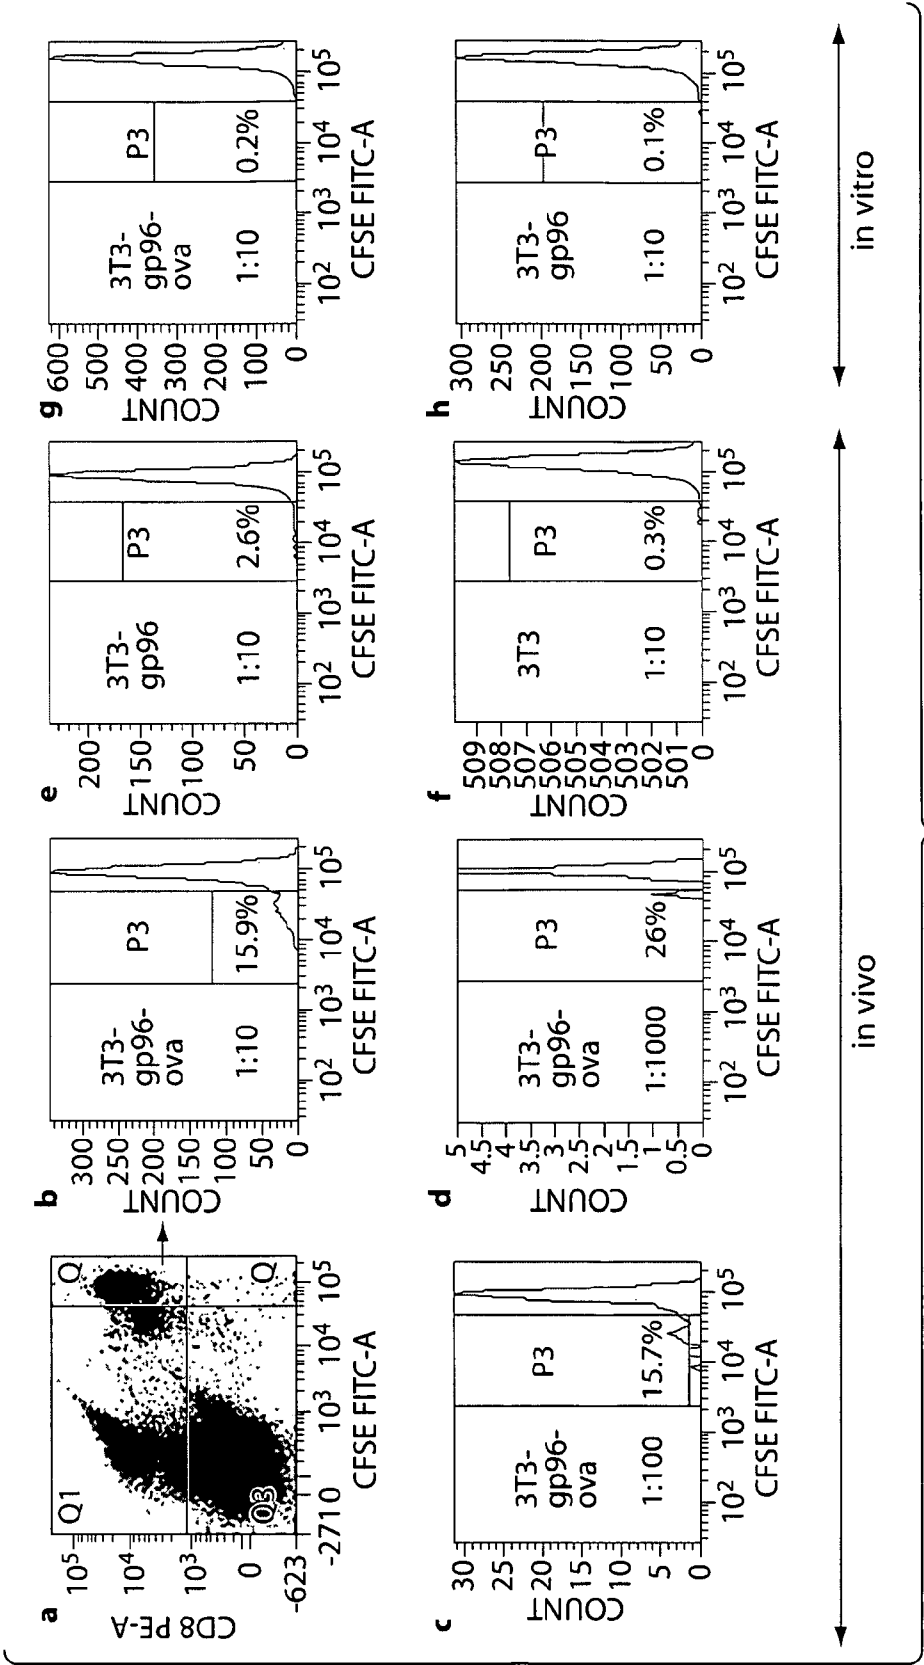 a
CD8 PE-A
10⁵
10⁴
10³
0
-623
Q1
Q
Q3
Q
-2710 10³ 10⁴ 10⁵
CFSE FITC-A
b
COUNT
300
250
200
150
100
50
0
3T3-
gp96-
ova
1:10
P3
15.9%
10² 10³ 10⁴ 10⁵
CFSE FITC-A
e
COUNT
200
150
100
50
0
3T3-
gp96
1:10
P3
2.6%
10² 10³ 10⁴ 10⁵
CFSE FITC-A
g
COUNT
600
500
400
300
200
100
0
3T3-
gp96-
ova
1:10
P3
0.2%
10² 10³ 10⁴ 10⁵
CFSE FITC-A
c
COUNT
30
25
20
15
10
5
0
3T3-
gp96-
ova
1:100
P3
15.7%
10² 10³ 10⁴ 10⁵
CFSE FITC-A
d
COUNT
5
4.5
4
3.5
3
2.5
2
1.5
1
0.5
0
3T3-
gp96-
ova
1:1000
P3
26%
10² 10³ 10⁴ 10⁵
CFSE FITC-A
f
COUNT
509
508
507
506
505
504
503
502
501
0
3T3
1:10
P3
0.3%
10² 10³ 10⁴ 10⁵
CFSE FITC-A
h
COUNT
300
250
200
150
100
50
0
3T3-
gp96
1:10
P3
0.1%
10² 10³ 10⁴ 10⁵
CFSE FITC-A
in vivo
in vitro